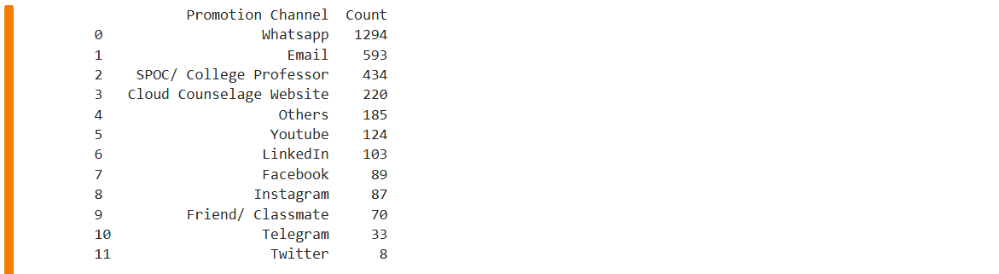 Promotion Channel Count
0 Whatsapp 1294
1 Email 593
2 SPOC/ College Professor 434
3 Cloud Counselage Website 220
4 Others 185
5 Youtube 124
6 LinkedIn 103
7 Facebook 89
8 Instagram 87
9 Friend/ Classmate 70
10 Telegram 33
11 Twitter 8